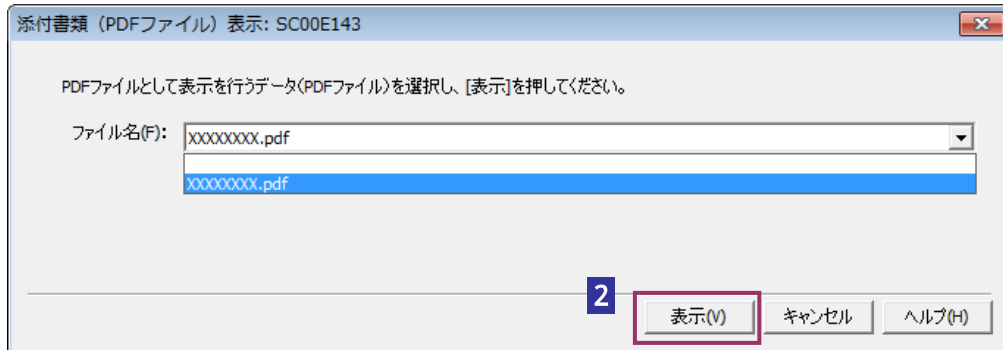 添付書類（PDFファイル）表示: SC00E143
PDFファイルとして表示を行うデータ(PDFファイル)を選択し、[表示]を押してください。
ファイル名(F): XXXXXXXX.pdf
XXXXXXXX.pdf
2
表示(V) キャンセル ヘルプ(H)